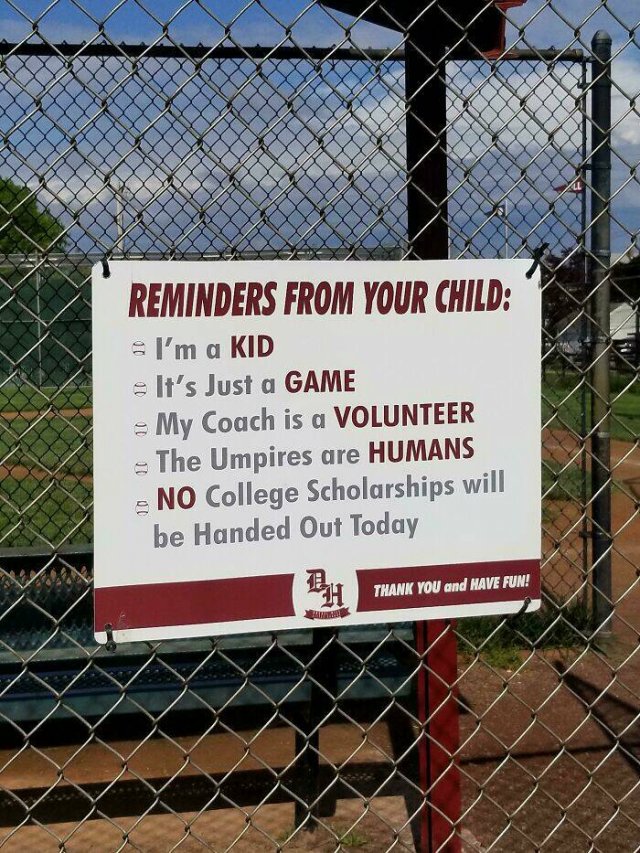 REMINDERS FROM YOUR CHILD:
I'm a KID
It's Just a GAME
My Coach is a VOLUNTEER
The Umpires are HUMANS
NO College Scholarships will
be Handed Out Today
DH
THANK YOU and HAVE FUN!